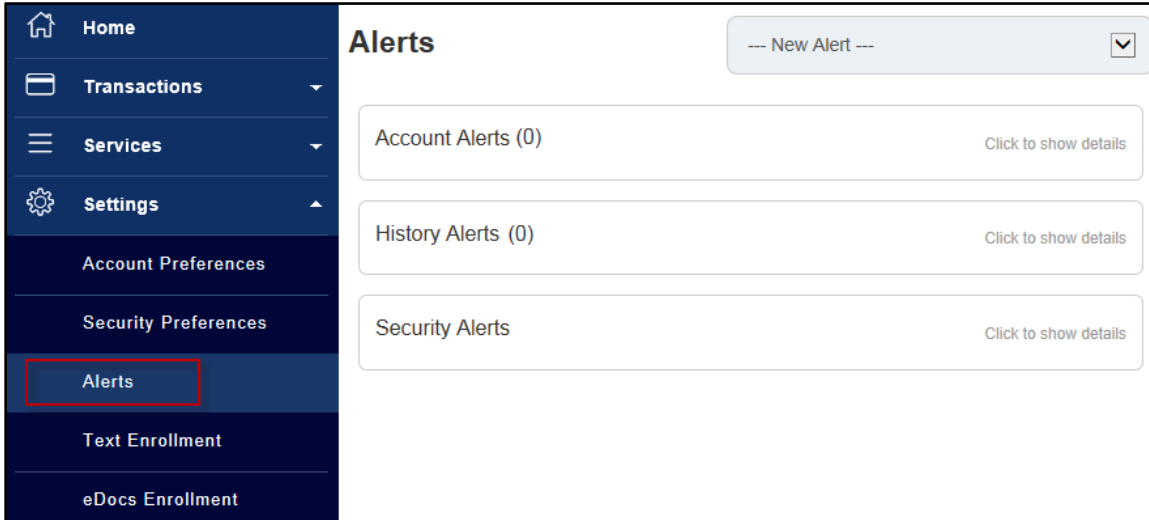 Home
Transactions
Services
Settings
Account Preferences
Security Preferences
Alerts
Text Enrollment
eDocs Enrollment
Alerts
--- New Alert ---
Account Alerts (0)
Click to show details
History Alerts (0)
Click to show details
Security Alerts
Click to show details